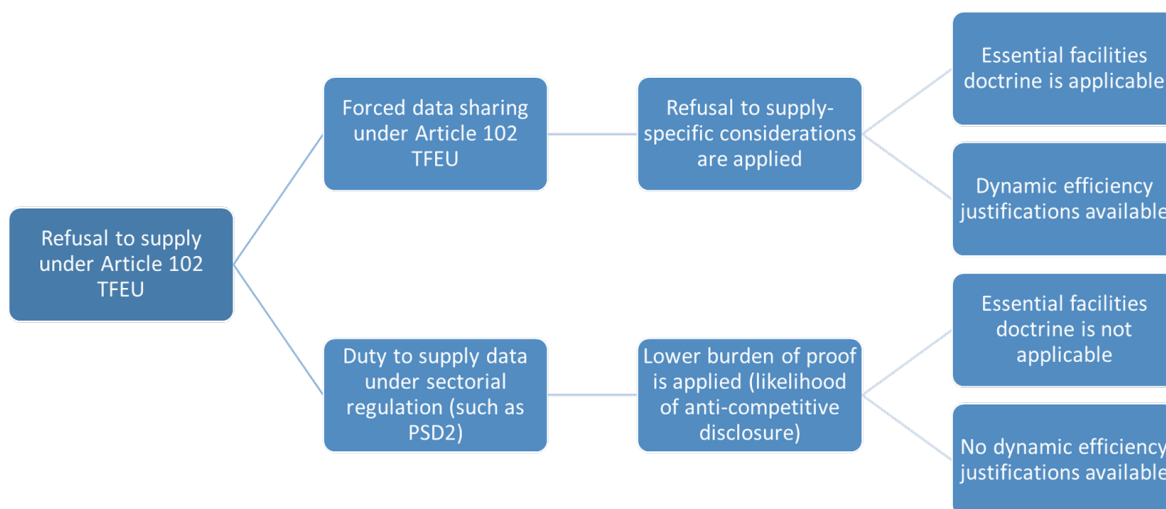 Refusal to supply
under Article 102
TFEU
Forced data sharing
under Article 102
TFEU
Refusal to supply-
specific considerations
are applied
Essential facilities
doctrine is applicable
Dynamic efficiency
justifications available
Duty to supply data
under sectorial
regulation (such as
PSD2)
Lower burden of proof
is applied (likelihood
of anti-competitive
disclosure)
Essential facilities
doctrine is not
applicable
No dynamic efficiency
justifications available